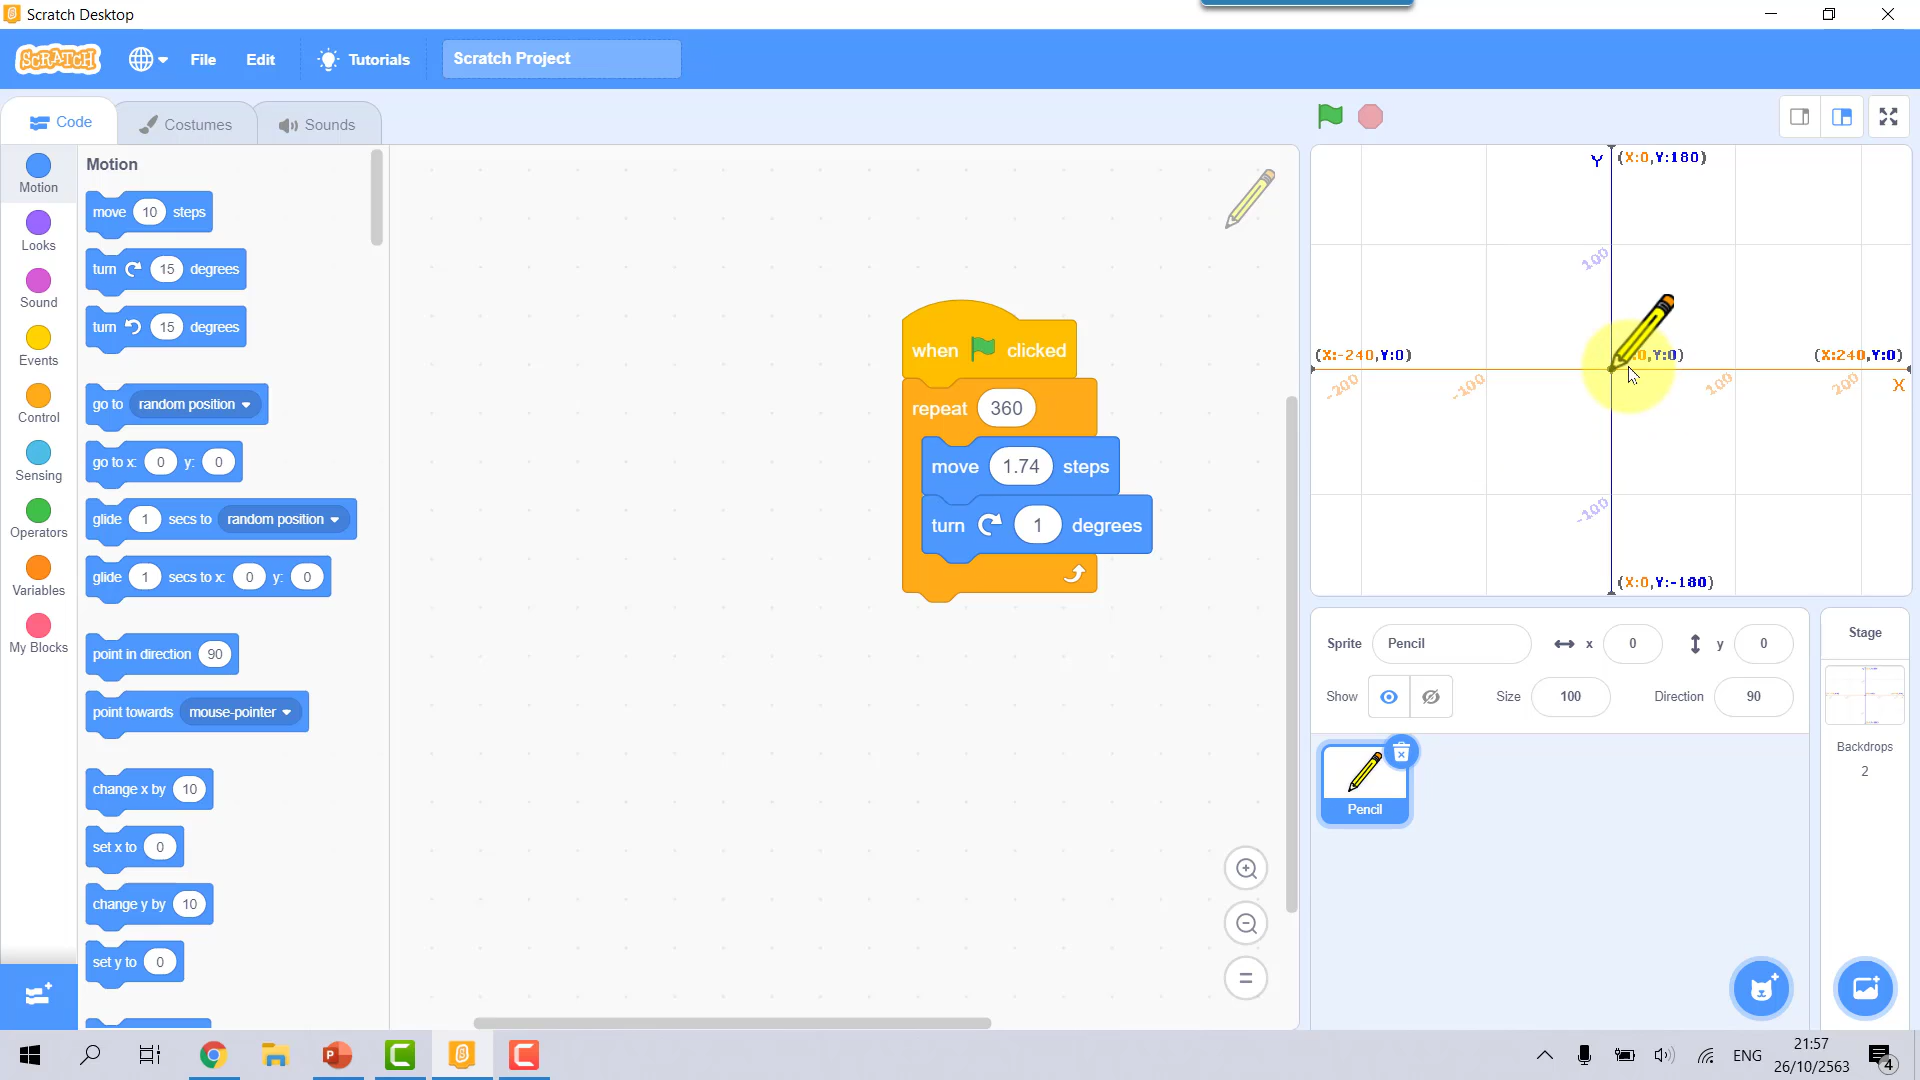 Scratch Desktop
SCRATCH
File
Edit
Tutorials
Scratch Project
Code
Costumes
Sounds
Motion
Looks
Sound
Events
Control
Sensing
Operators
Variables
My Blocks
Motion
move 10 steps
turn 15 degrees
turn 15 degrees
go to random position
go to x: 0 y: 0
glide 1 secs to random position
glide 1 secs to x: 0 y: 0
point in direction 90
point towards mouse-pointer
change x by 10
set x to 0
change y by 10
set y to 0
when clicked
repeat 360
move 1.74 steps
turn 1 degrees
Y (X:0,Y:180)
100
(X:-240,Y:0)
0,Y:0)
(X:240,Y:0)
-200
-100
100
200
X
-100
(X:0,Y:-180)
Sprite Pencil x 0 y 0
Show Size 100 Direction 90
Pencil
Stage
Backdrops
2
ENG
21:57
26/10/2563
4